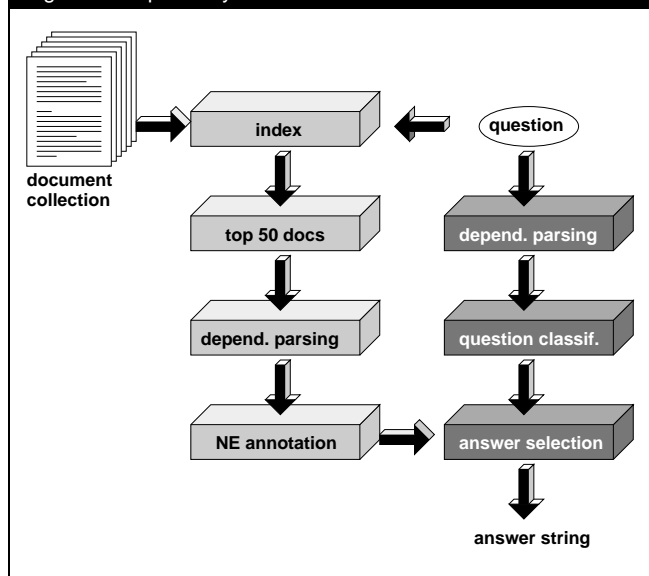 index
question
document
collection
top 50 docs
depend. parsing
depend. parsing
question classif.
NE annotation
answer selection
answer string